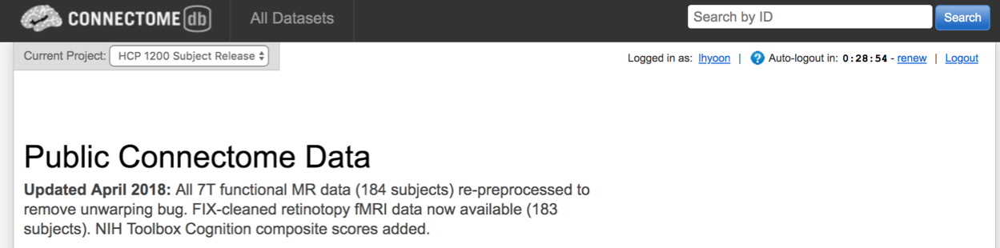 CONNECTOME db All Datasets Search by ID Search
Current Project: HCP 1200 Subject Release Logged in as: lhyoon | ? Auto-logout in: 0:28:54 - renew | Logout
Public Connectome Data
Updated April 2018: All 7T functional MR data (184 subjects) re-preprocessed to
remove unwarping bug. FIX-cleaned retinotopy fMRI data now available (183
subjects). NIH Toolbox Cognition composite scores added.